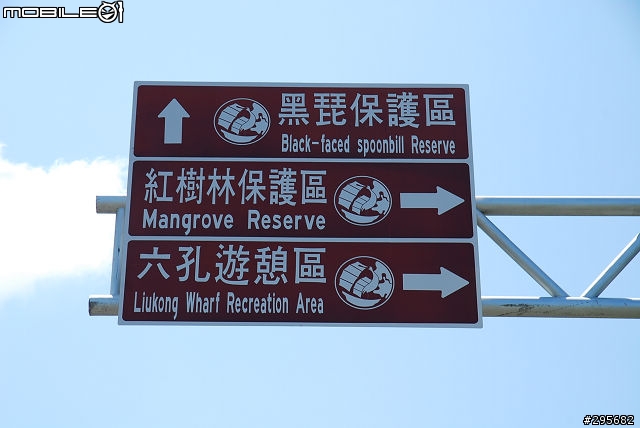 MOBILE01
黑琵保護區
Black-faced spoonbill Reserve
紅樹林保護區
Mangrove Reserve
六孔遊憩區
Liukong Wharf Recreation Area
#295682